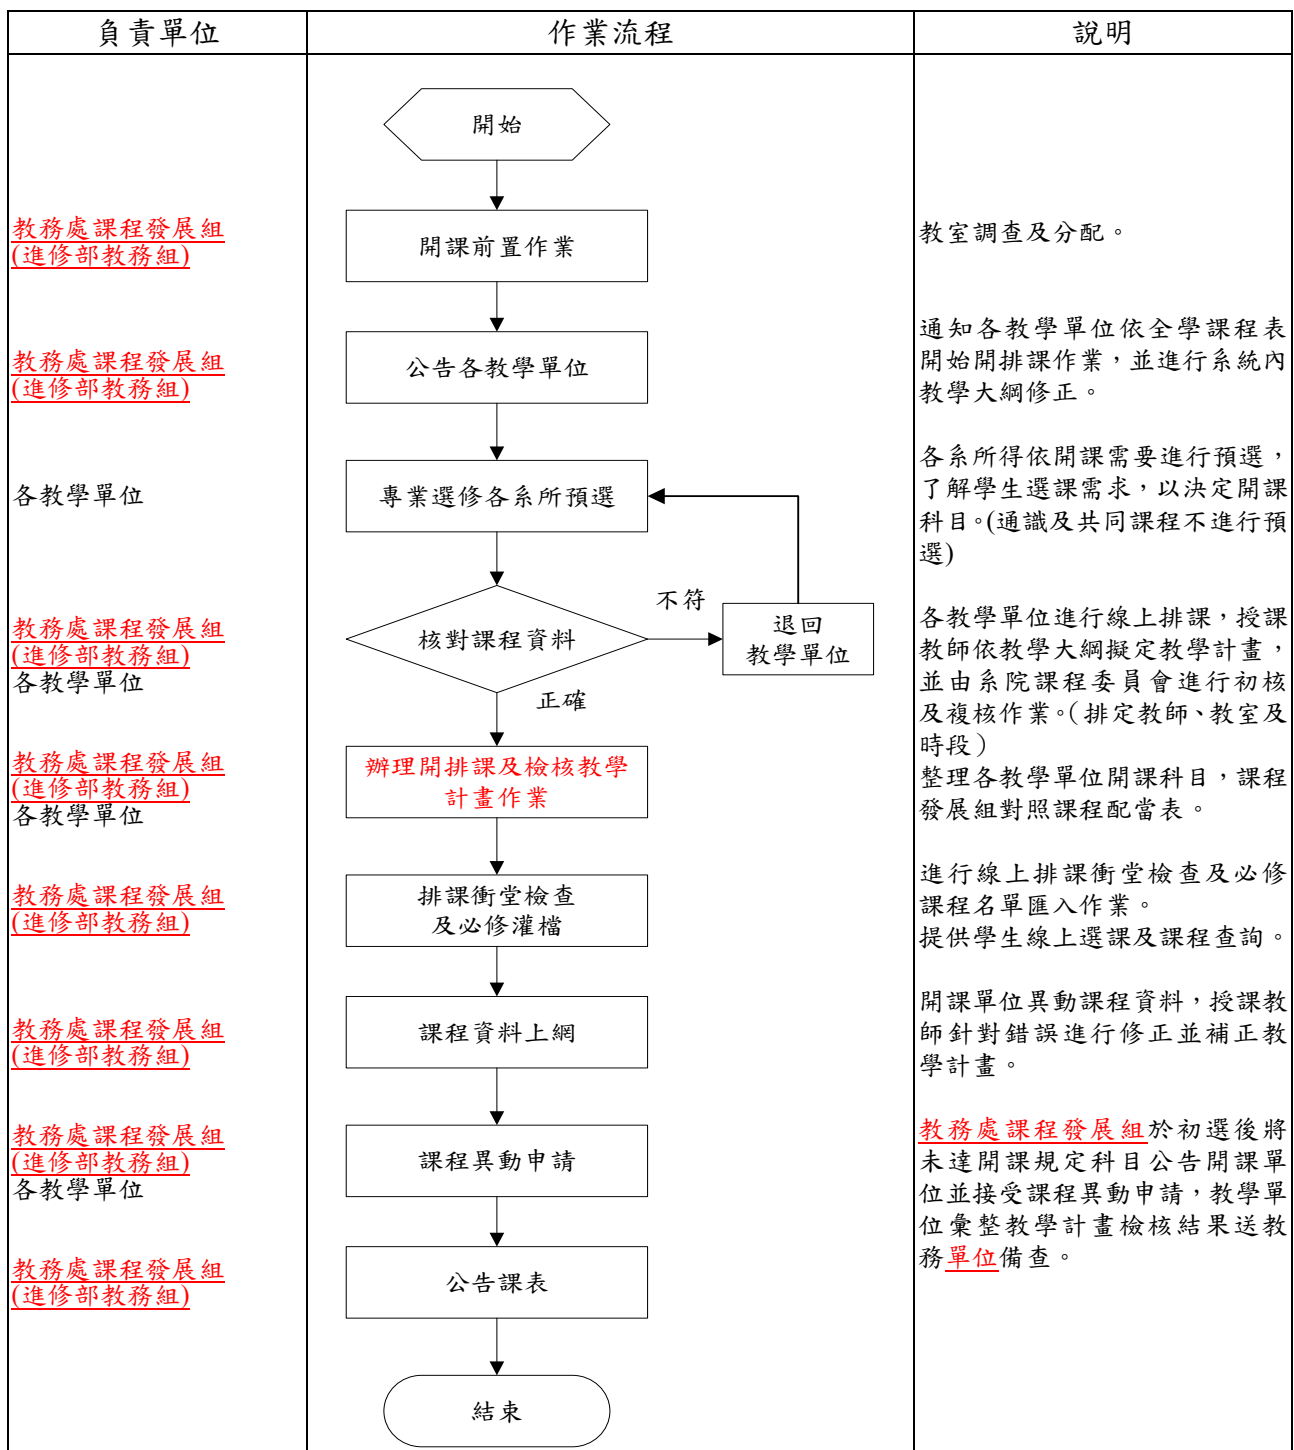 負責單位
作業流程
說明
開始
教務處課程發展組
(進修部教務組)
開課前置作業
教室調查及分配。
教務處課程發展組
(進修部教務組)
公告各教學單位
通知各教學單位依全學課程表
開始開排課作業，並進行系統內
教學大綱修正。
各教學單位
專業選修各系所預選
各系所得依開課需要進行預選，
了解學生選課需求，以決定開課
科目。(通識及共同課程不進行預
選)
教務處課程發展組
(進修部教務組)
各教學單位
核對課程資料
不符
退回
教學單位
正確
各教學單位進行線上排課，授課
教師依教學大綱擬定教學計畫，
並由系院課程委員會進行初核
及複核作業。(排定教師、教室及
時段)
教務處課程發展組
(進修部教務組)
各教學單位
辦理開排課及檢核教學
計畫作業
整理各教學單位開課科目，課程
發展組對照課程配當表。
教務處課程發展組
(進修部教務組)
排課衝堂檢查
及必修灌檔
進行線上排課衝堂檢查及必修
課程名單匯入作業。
提供學生線上選課及課程查詢。
教務處課程發展組
(進修部教務組)
課程資料上網
開課單位異動課程資料，授課教
師針對錯誤進行修正並補正教
學計畫。
教務處課程發展組
(進修部教務組)
各教學單位
課程異動申請
教務處課程發展組於初選後將
未達開課規定科目公告開課單
位並接受課程異動申請，教學單
位彙整教學計畫檢核結果送教
務單位備查。
教務處課程發展組
(進修部教務組)
公告課表
結束